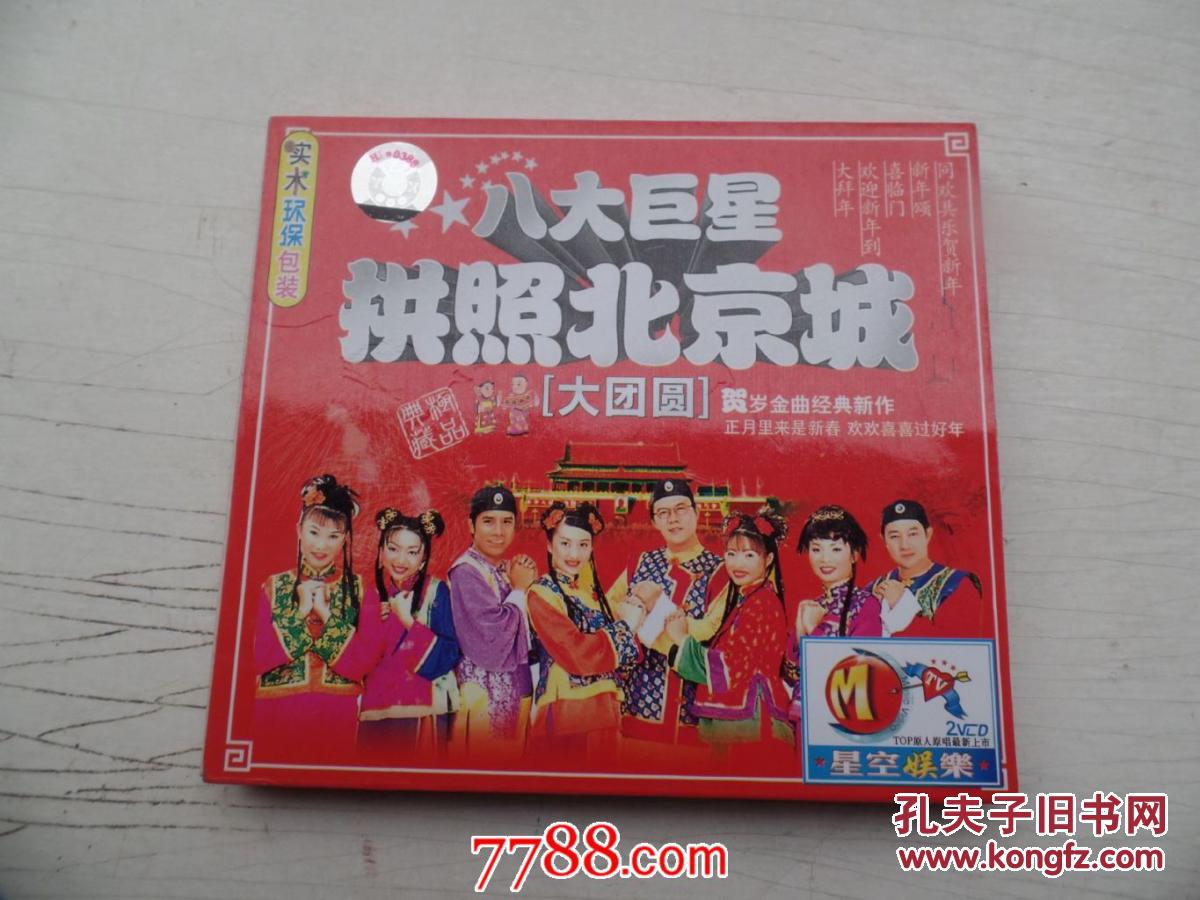 实木环保包装
八大巨星
拱照北京城
[大团圆]
贺岁金曲经典新作
正月里来是新春 欢欢喜喜过好年
同欢共乐贺新年
新年颂
喜临门
欢迎新年到
大拜年
极品
典藏
M
TV
2VCD
TOP原人原唱最新上市
星空娱樂
7788.com
孔夫子旧书网
www.kongfz.com